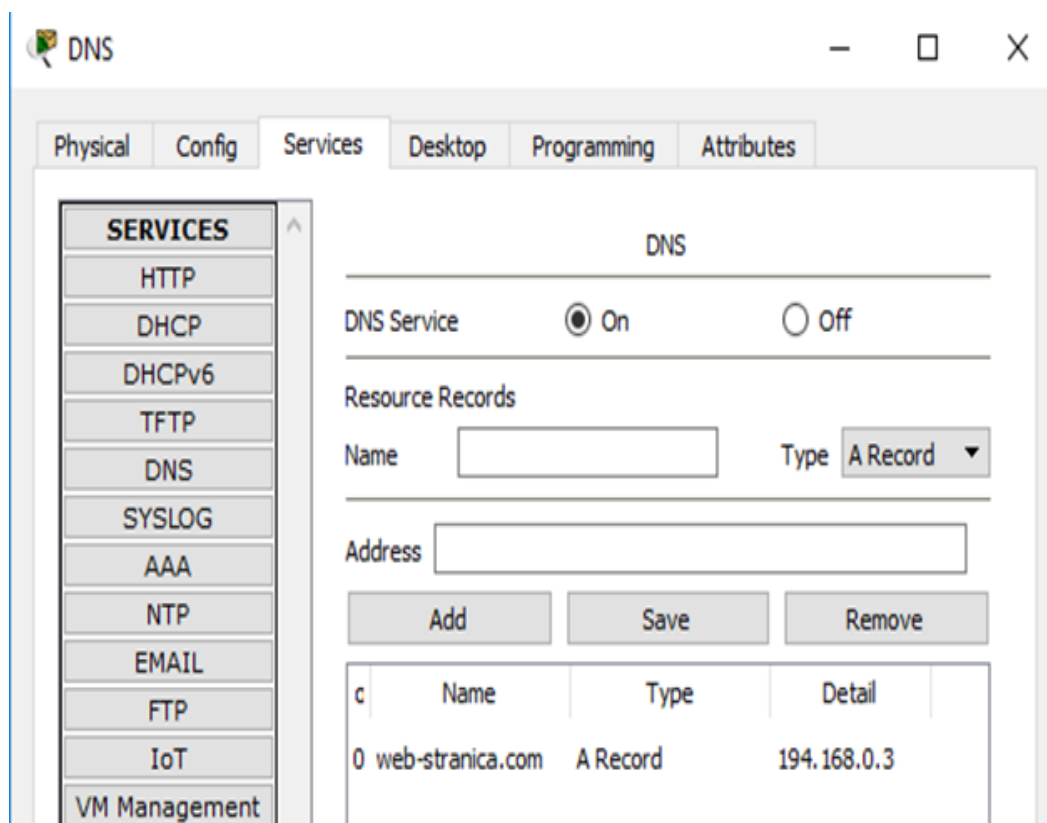 DNS
Physical Config Services Desktop Programming Attributes
SERVICES
HTTP
DHCP
DHCPv6
TFTP
DNS
SYSLOG
AAA
NTP
EMAIL
FTP
IoT
VM Management
DNS
DNS Service On Off
Resource Records
Name Type A Record
Address
Add Save Remove
Name Type Detail
0 web-stranica.com A Record 194.168.0.3